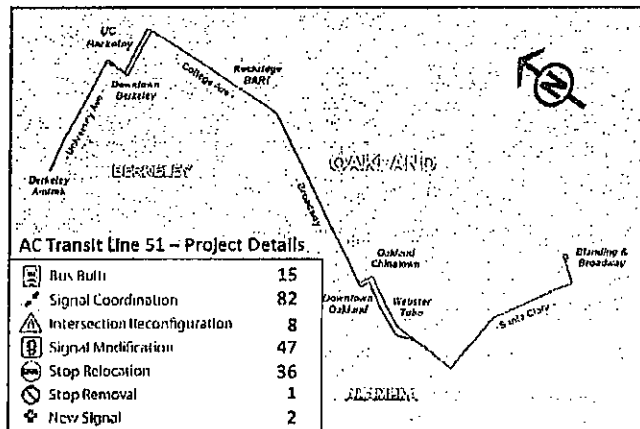 UC
Berkeley
Rockridge
BART
College Ave
Downtown
Berkeley
University Ave
N
BERKELEY
OAKLAND
Berkeley
Amtrak
Broadway
AC Transit Line 51 – Project Details
Oakland
Chinatown
Blanding &
Broadway
Bus Bulb 15
Downtown
Oakland
Webster
Tube
Signal Coordination 82
Santa Clara
Intersection Reconfiguration 8
Signal Modification 47
Stop Relocation 36
Stop Removal 1
New Signal 2